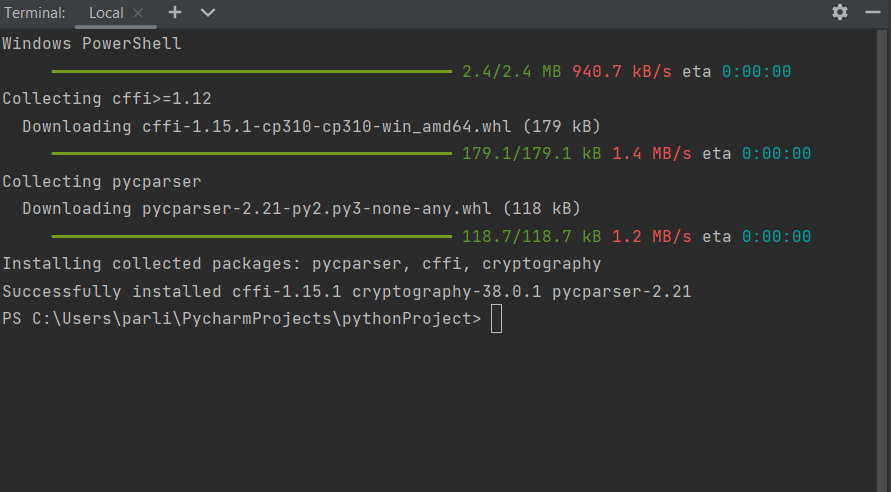 Terminal: Local
Windows PowerShell
2.4/2.4 MB 940.7 kB/s eta 0:00:00
Collecting cffi>=1.12
Downloading cffi-1.15.1-cp310-cp310-win_amd64.whl (179 kB)
179.1/179.1 kB 1.4 MB/s eta 0:00:00
Collecting pycparser
Downloading pycparser-2.21-py2.py3-none-any.whl (118 kB)
118.7/118.7 kB 1.2 MB/s eta 0:00:00
Installing collected packages: pycparser, cffi, cryptography
Successfully installed cffi-1.15.1 cryptography-38.0.1 pycparser-2.21
PS C:\Users\parli\PycharmProjects\pythonProject>